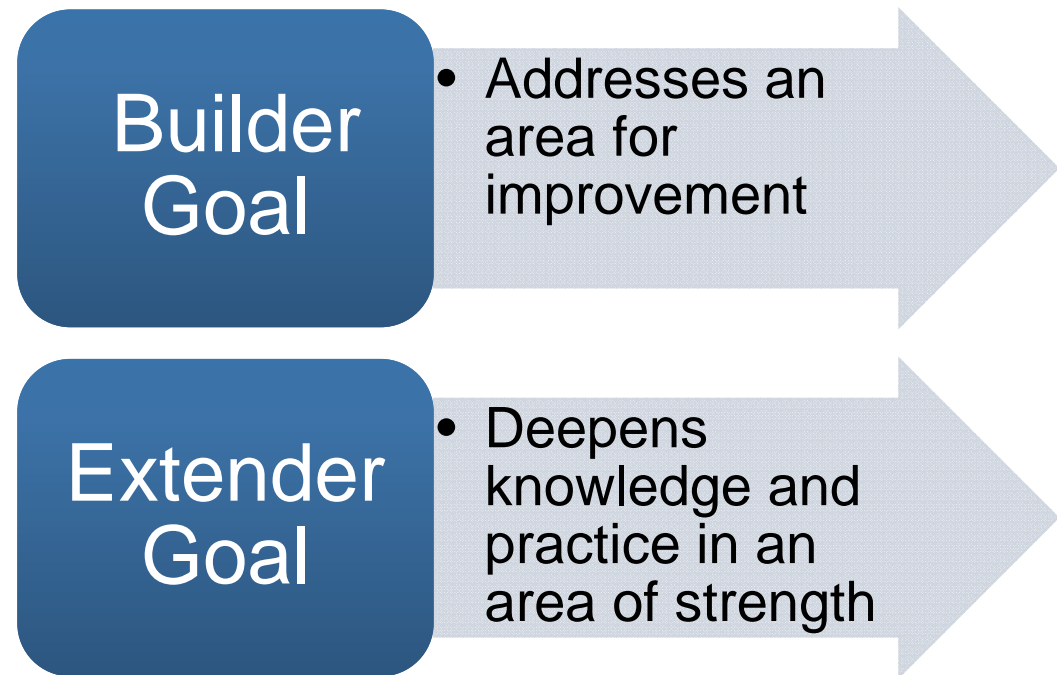 Builder
Goal
• Addresses an
area for
improvement
Extender
Goal
• Deepens
knowledge and
practice in an
area of strength